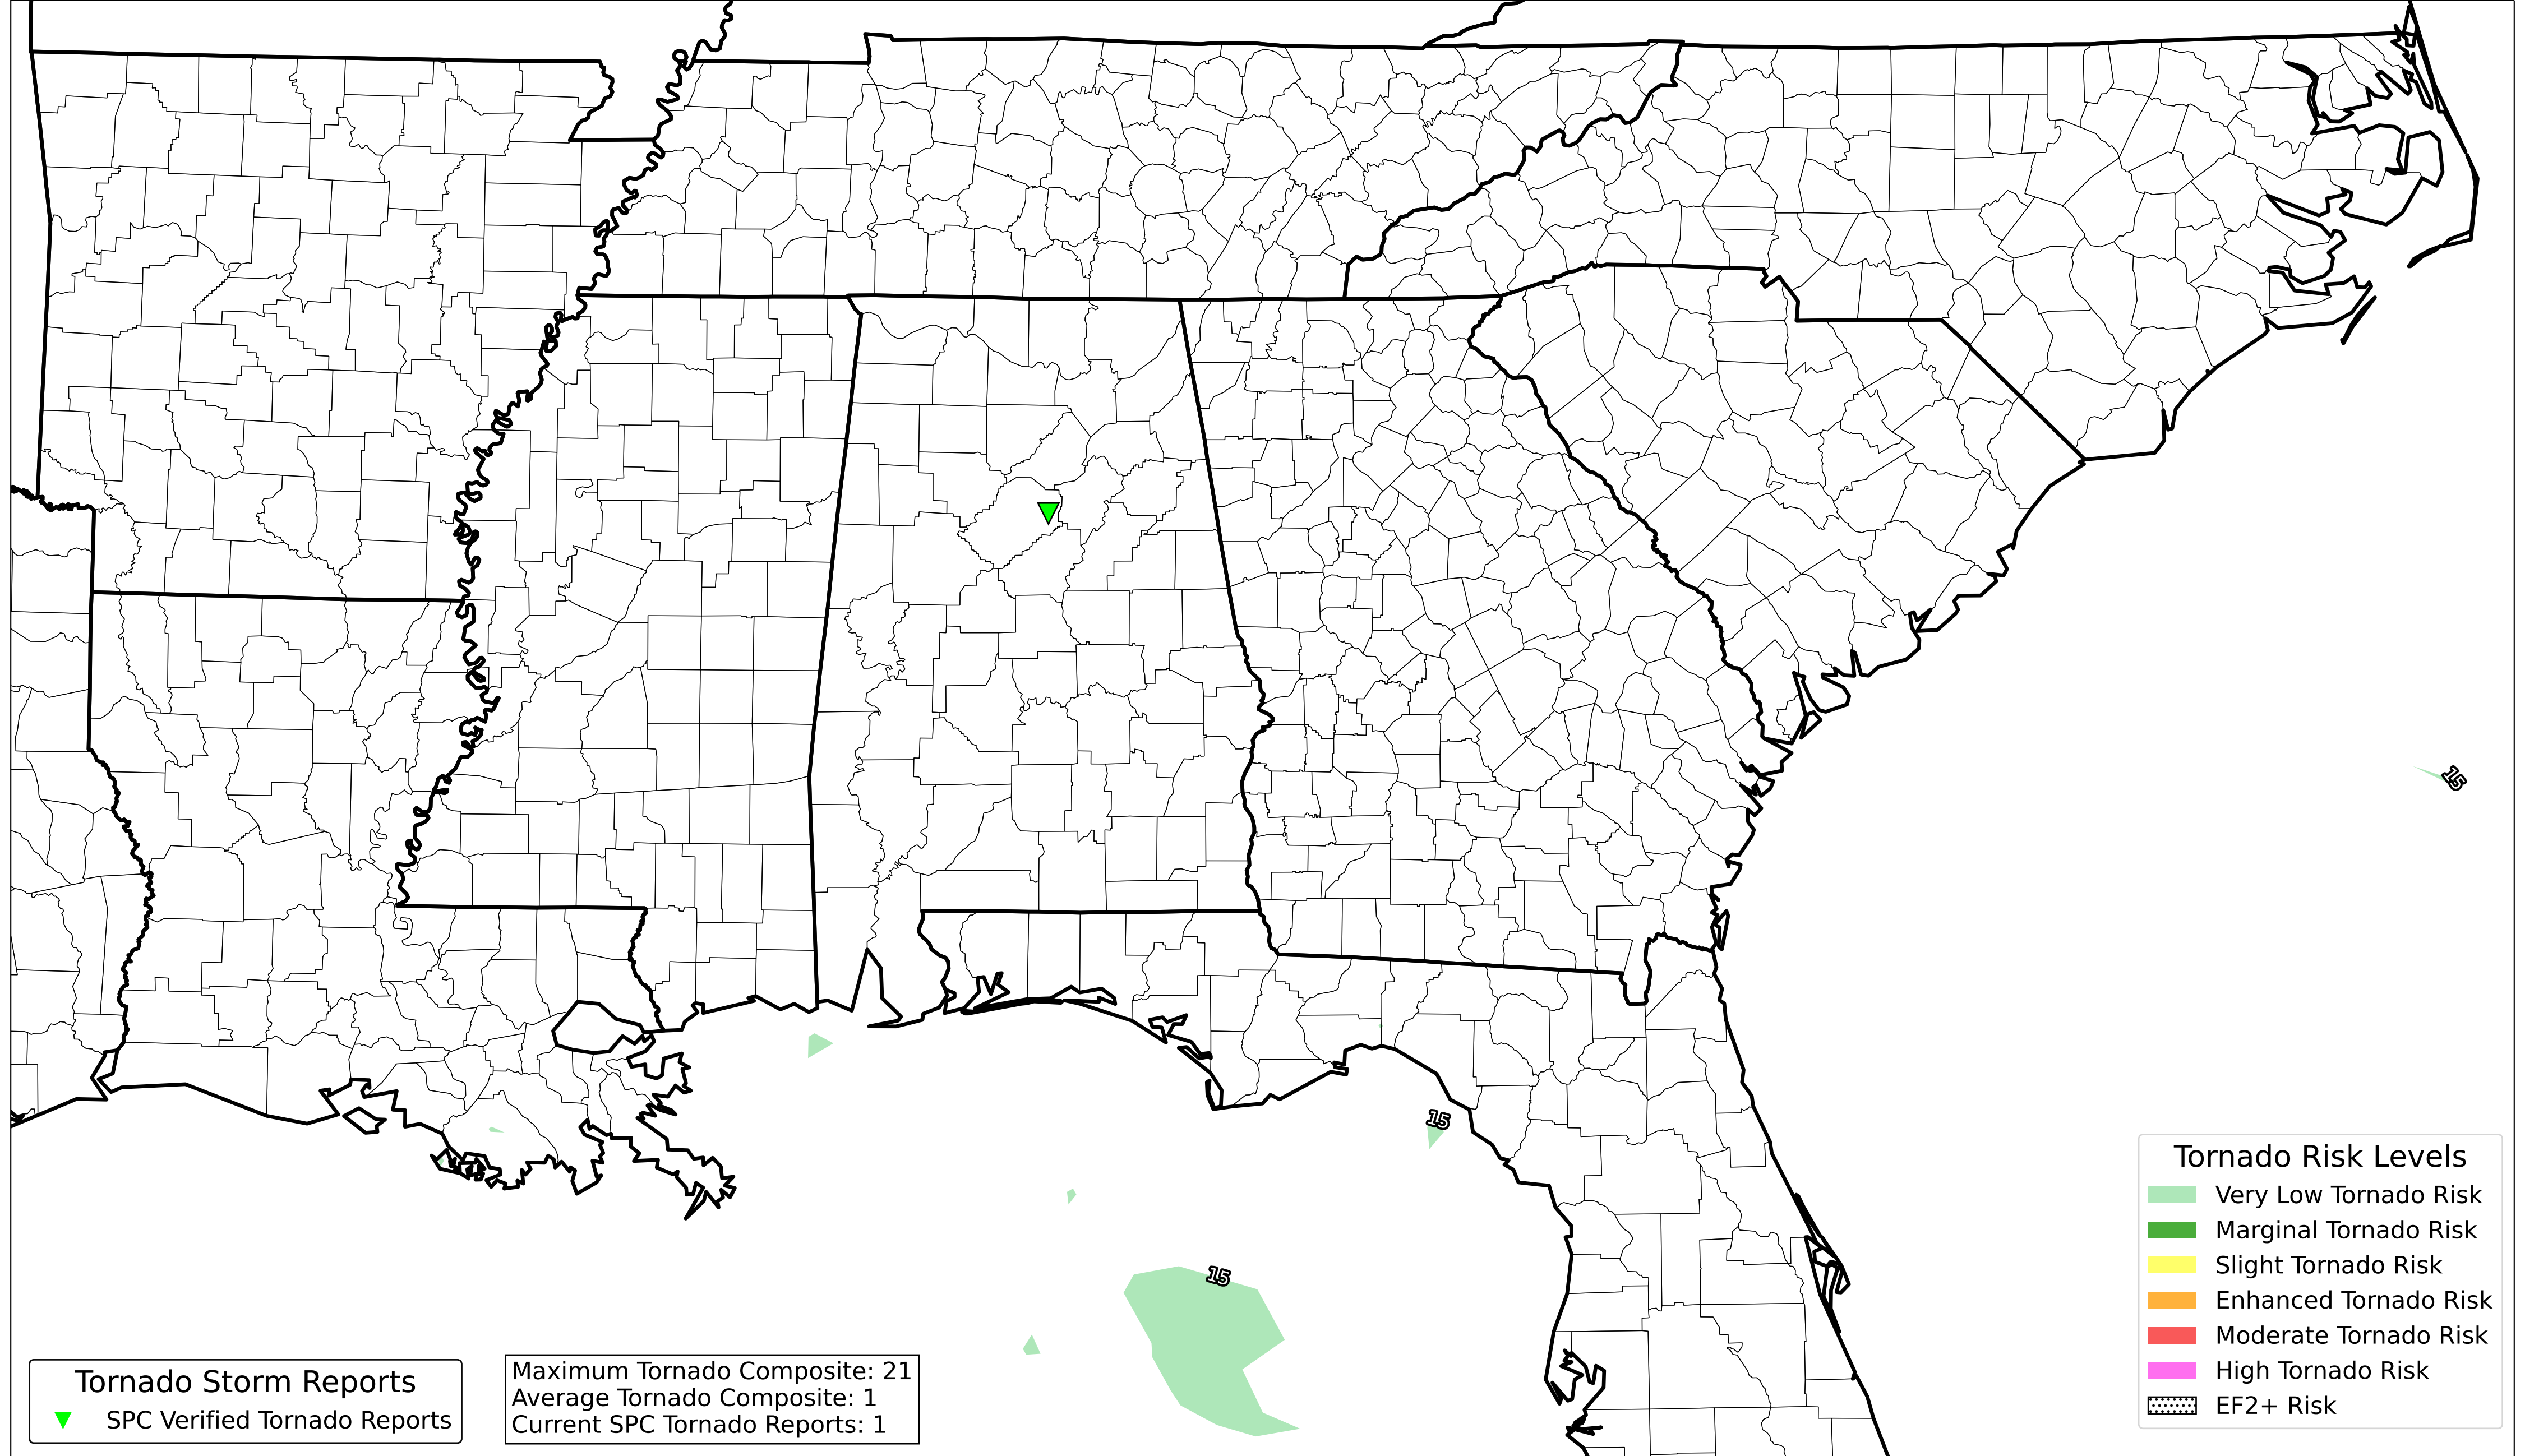 15
15
15
Tornado Risk Levels
Very Low Tornado Risk
Marginal Tornado Risk
Slight Tornado Risk
Enhanced Tornado Risk
Moderate Tornado Risk
High Tornado Risk
EF2+ Risk
Tornado Storm Reports
SPC Verified Tornado Reports
Maximum Tornado Composite: 21
Average Tornado Composite: 1
Current SPC Tornado Reports: 1